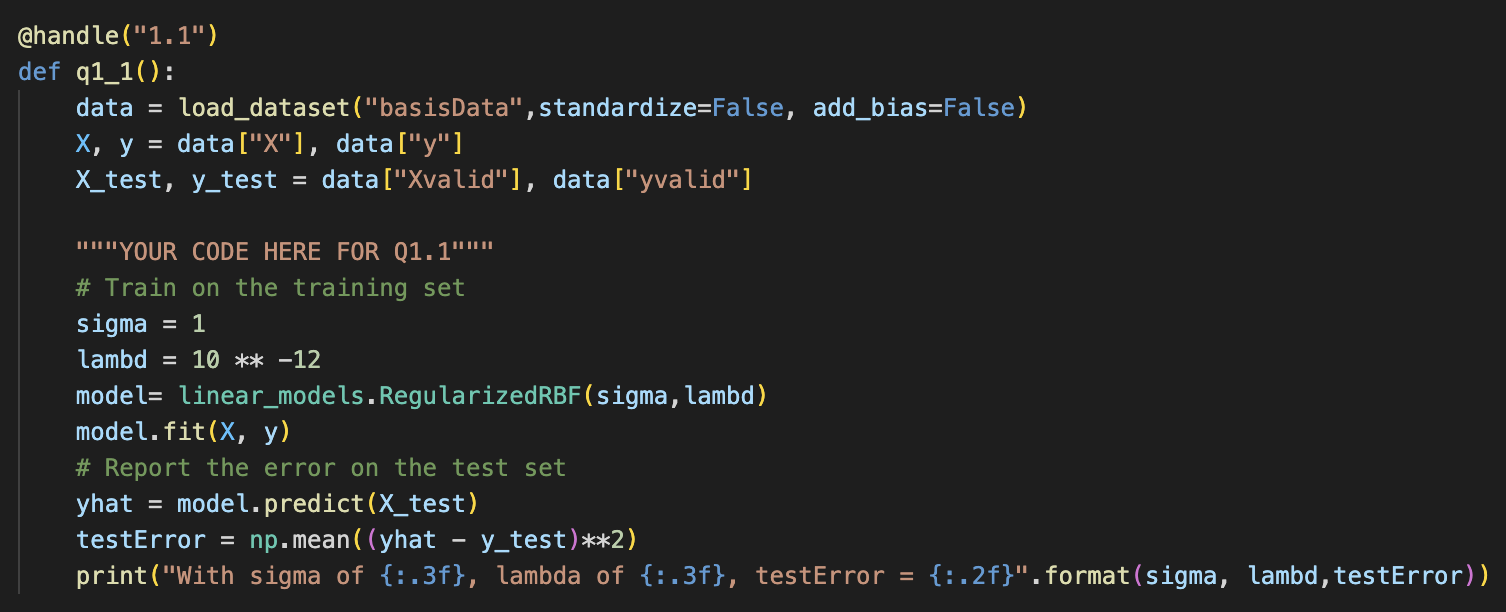 @handle("1.1")
def q1_1():
    data = load_dataset("basisData",standardize=False, add_bias=False)
    X, y = data["X"], data["y"]
    X_test, y_test = data["Xvalid"], data["yvalid"]

    """YOUR CODE HERE FOR Q1.1"""
    # Train on the training set
    sigma = 1
    lambd = 10 ** -12
    model= linear_models.RegularizedRBF(sigma,lambd)
    model.fit(X, y)
    # Report the error on the test set
    yhat = model.predict(X_test)
    testError = np.mean((yhat - y_test)**2)
    print("With sigma of {:.3f}, lambda of {:.3f}, testError = {:.2f}".format(sigma, lambd,testError))